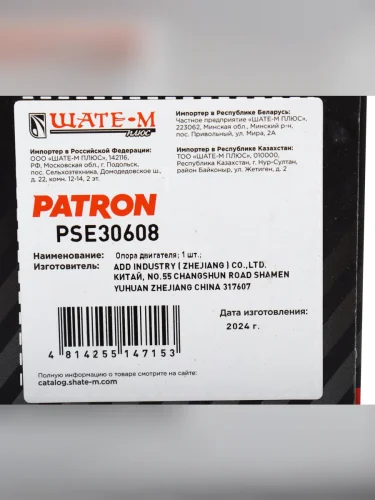 ШАТЕ-М
ПЛЮС
Импортер в Российской Федерации:
ООО «ШАТЕ-М ПЛЮС», 142116,
РФ, Московская обл., г. Подольск,
пос. Сельхозтехника, Домодедовское ш.,
д. 22, комн. 12-14, 2 эт.
Импортер в Республике Беларусь:
Частное предприятие «ШАТЕ-М ПЛЮС»,
223062, Минская обл., Минский р-н,
пос. Привольный, ул. Мира, 2А
Импортер в Республике Казахстан:
ТОО «ШАТЕ-М ПЛЮС», 010000,
Республика Казахстан, г. Нур-Султан,
район Байконыр, ул. Жетиген, д. 2
PATRON
PSE30608
Наименование: Опора двигателя; 1 шт.;
Изготовитель: ADD INDUSTRY ( ZHEJIANG ) CO.,LTD.
КИТАЙ, NO.55 CHANGSHUN ROAD SHAMEN
YUHUAN ZHEJIANG CHINA 317607
Дата изготовления:
2024 г.
4 814255 147153
Подробную информацию о товаре смотрите на сайте:
catalog.shate-m.com